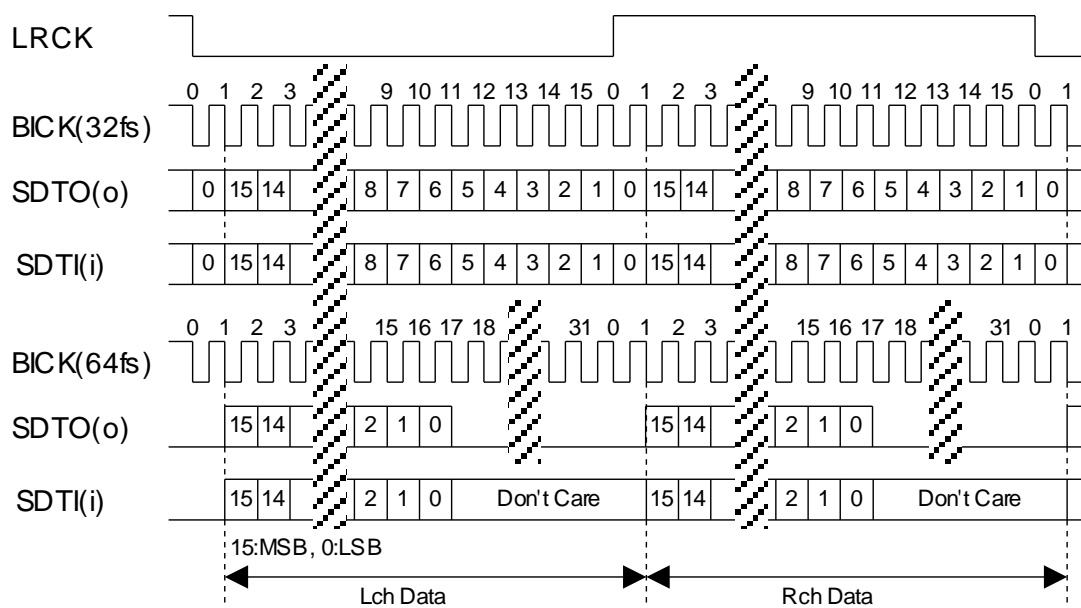 LRCK
0 1 2 3 9 10 11 12 13 14 15 0 1 2 3 9 10 11 12 13 14 15 0 1
BICK(32fs)
SDTO(o) 0 15 14 8 7 6 5 4 3 2 1 0 15 14 8 7 6 5 4 3 2 1 0
SDTI(i) 0 15 14 8 7 6 5 4 3 2 1 0 15 14 8 7 6 5 4 3 2 1 0
0 1 2 3 15 16 17 18 31 0 1 2 3 15 16 17 18 31 0 1
BICK(64fs)
SDTO(o) 15 14 2 1 0 15 14 2 1 0
SDTI(i) 15 14 2 1 0 Don't Care 15 14 2 1 0 Don't Care
15:MSB, 0:LSB
Lch Data Rch Data